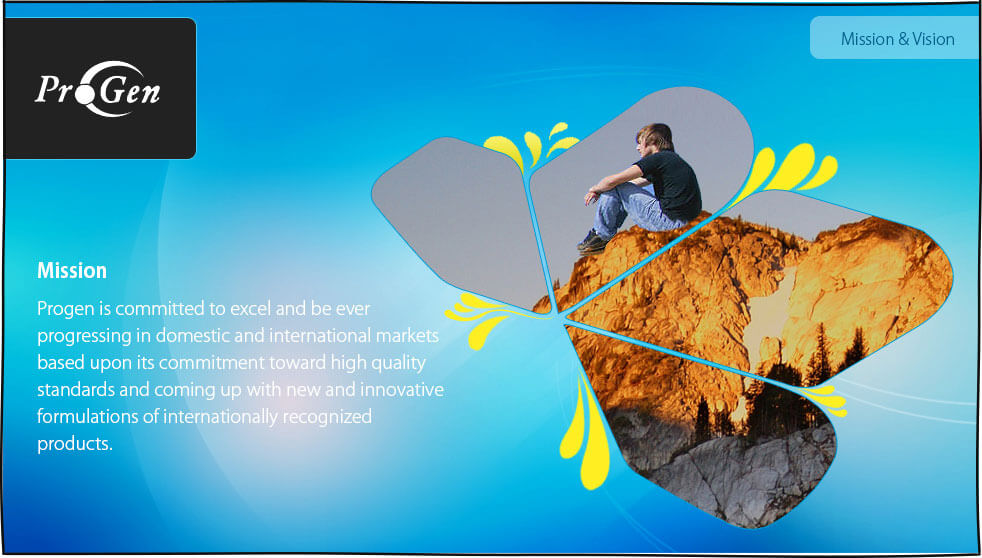 ProGen
Mission & Vision
Mission
Progen is committed to excel and be ever
progressing in domestic and international markets
based upon its commitment toward high quality
standards and coming up with new and innovative
formulations of internationally recognized
products.